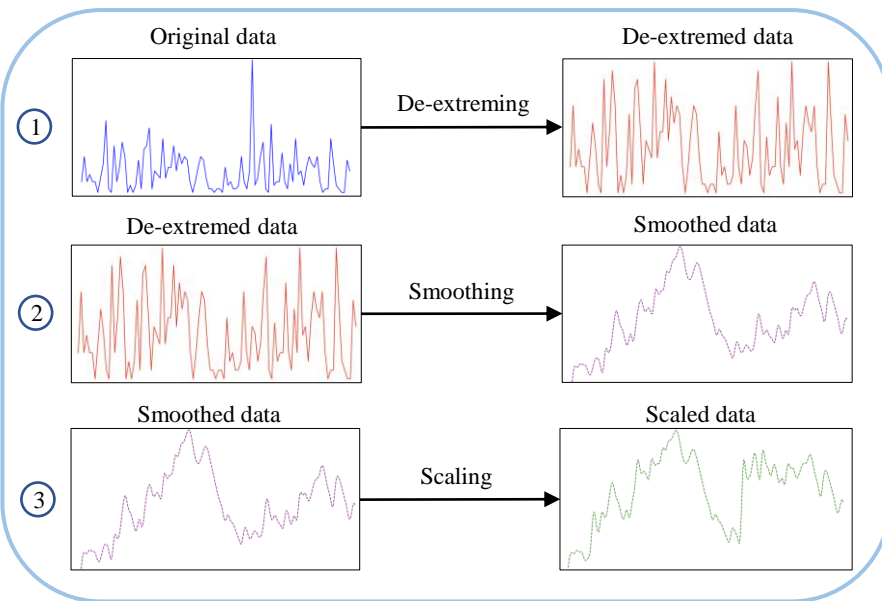 Original data
De-extremed data
1
De-extreming
De-extremed data
Smoothed data
2
Smoothing
Smoothed data
Scaled data
3
Scaling